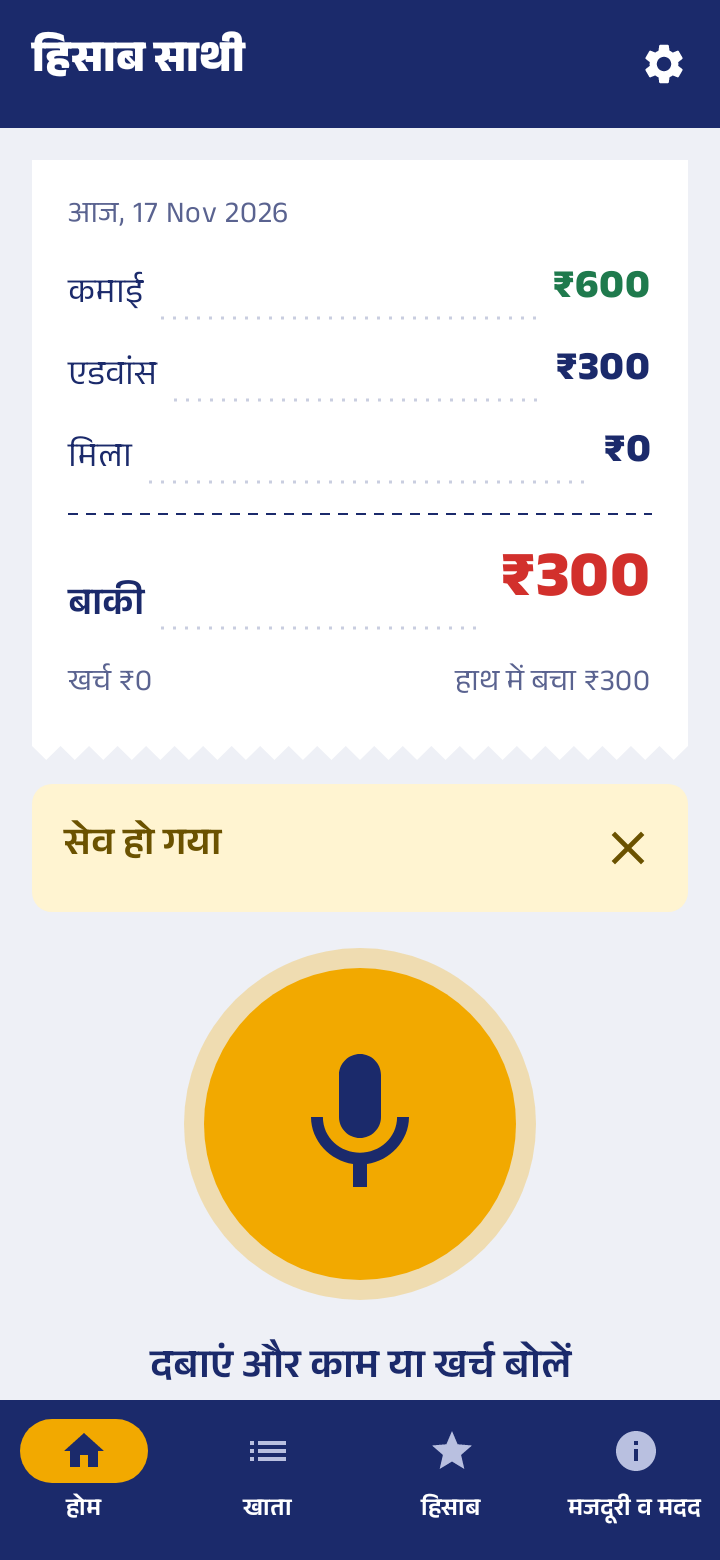 हिसाब साथी
आज, 17 Nov 2026
कमाई ₹600
एडवांस ₹300
मिला ₹0
बाकी ₹300
खर्च ₹0 हाथ में बचा ₹300
सेव हो गया
दबाएं और काम या खर्च बोलें
होम खाता हिसाब मजदूरी व मदद